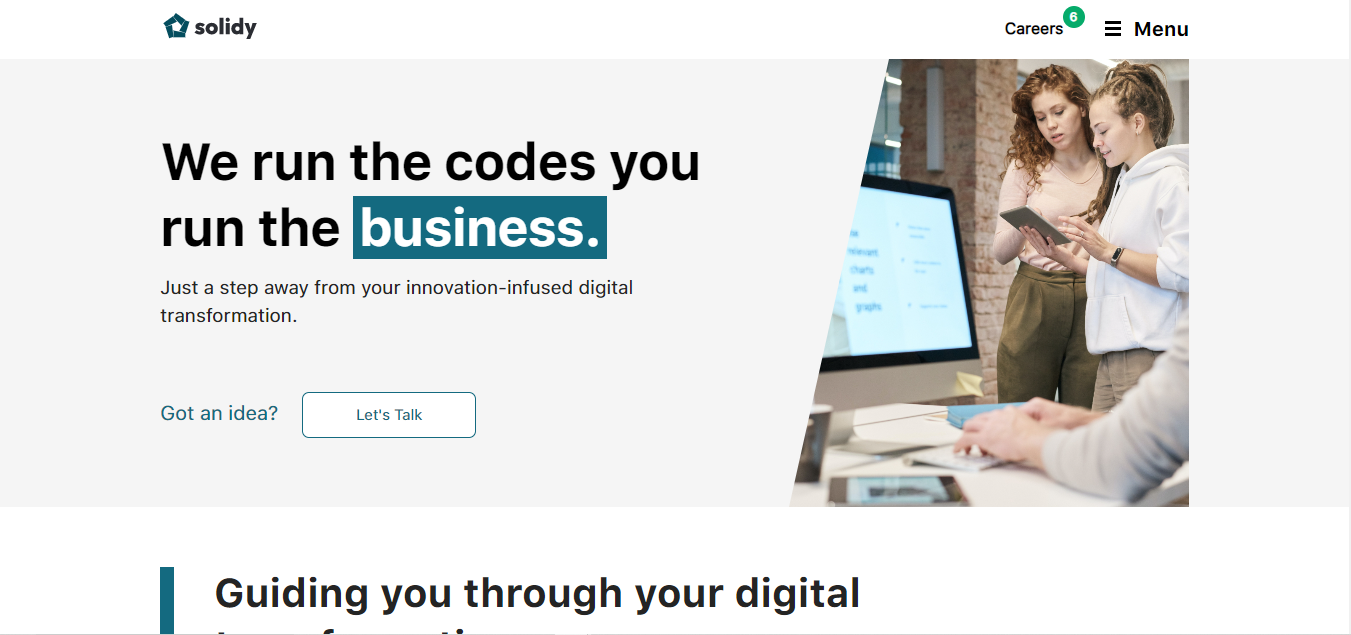 solidy
Careers
6
Menu
We run the codes you
run the business.
Just a step away from your innovation-infused digital
transformation.
Got an idea?
Let's Talk
relevant
charts
and
graphs
Guiding you through your digital